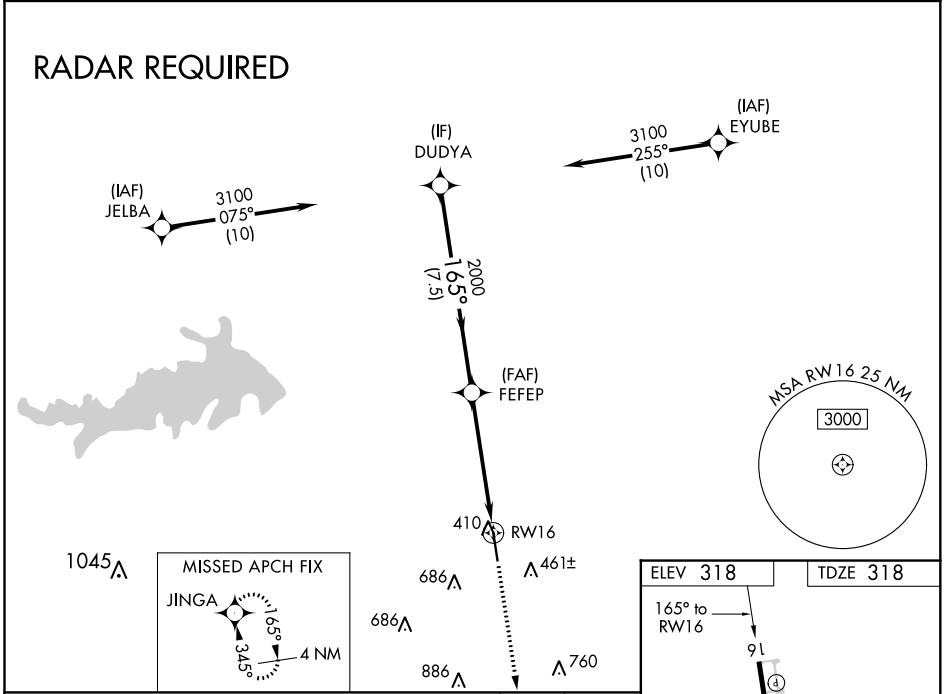 RADAR REQUIRED
(IAF)
EYUBE
3100
255°
(10)
(IF)
DUDYA
(IAF)
JELBA
3100
075°
(10)
2000
165°
(7.5)
(FAF)
FEFEP
MSA RW16 25 NM
3000
410
RW16
1045
461±
686
686
886
760
MISSED APCH FIX
JINGA
165°
345°
4 NM
ELEV 318
TDZE 318
165° to
RW16
16
P